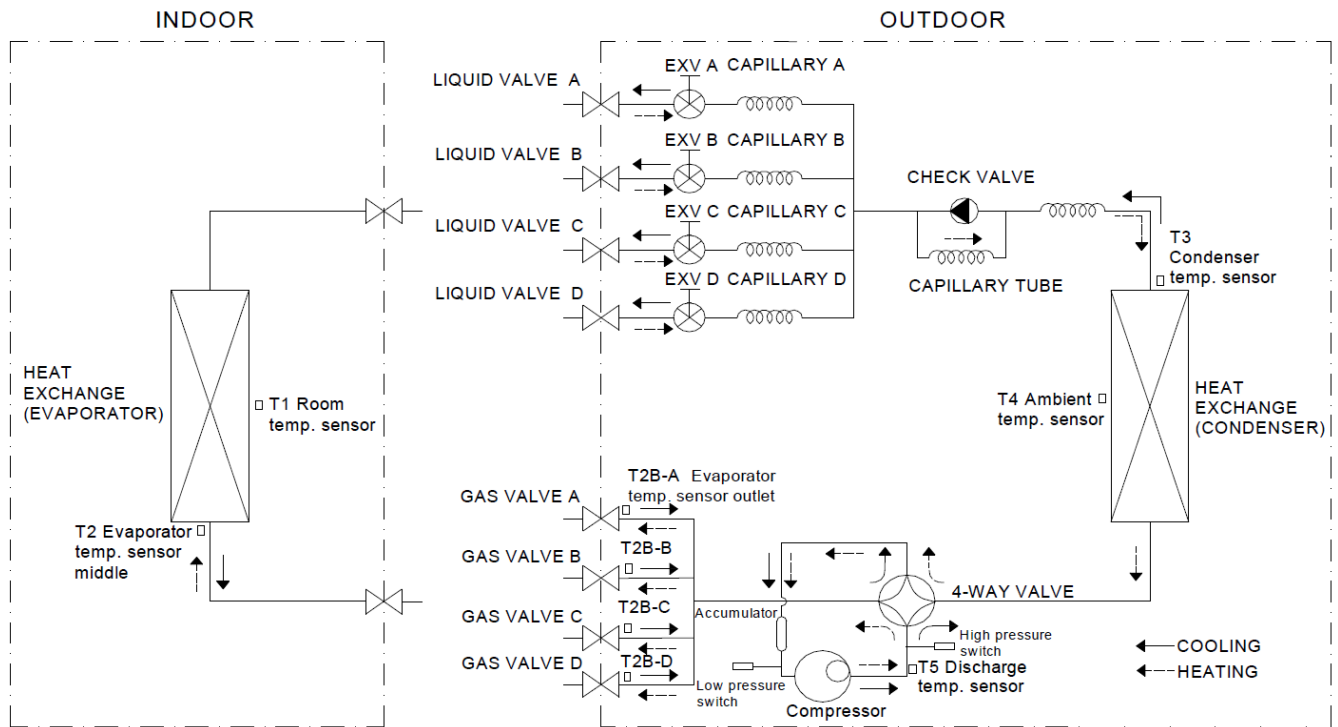 INDOOR
OUTDOOR
LIQUID VALVE A
EXV A CAPILLARY A
LIQUID VALVE B
EXV B CAPILLARY B
LIQUID VALVE C
EXV C CAPILLARY C
LIQUID VALVE D
EXV D CAPILLARY D
CHECK VALVE
CAPILLARY TUBE
T3
Condenser
temp. sensor
HEAT
EXCHANGE
(EVAPORATOR)
T1 Room
temp. sensor
T4 Ambient
temp. sensor
HEAT
EXCHANGE
(CONDENSER)
T2 Evaporator
temp. sensor
middle
GAS VALVE A
T2B-A Evaporator
temp. sensor outlet
GAS VALVE B
T2B-B
GAS VALVE C
T2B-C
GAS VALVE D
T2B-D
Accumulator
4-WAY VALVE
High pressure
switch
Low pressure
switch
T5 Discharge
temp. sensor
Compressor
COOLING
HEATING